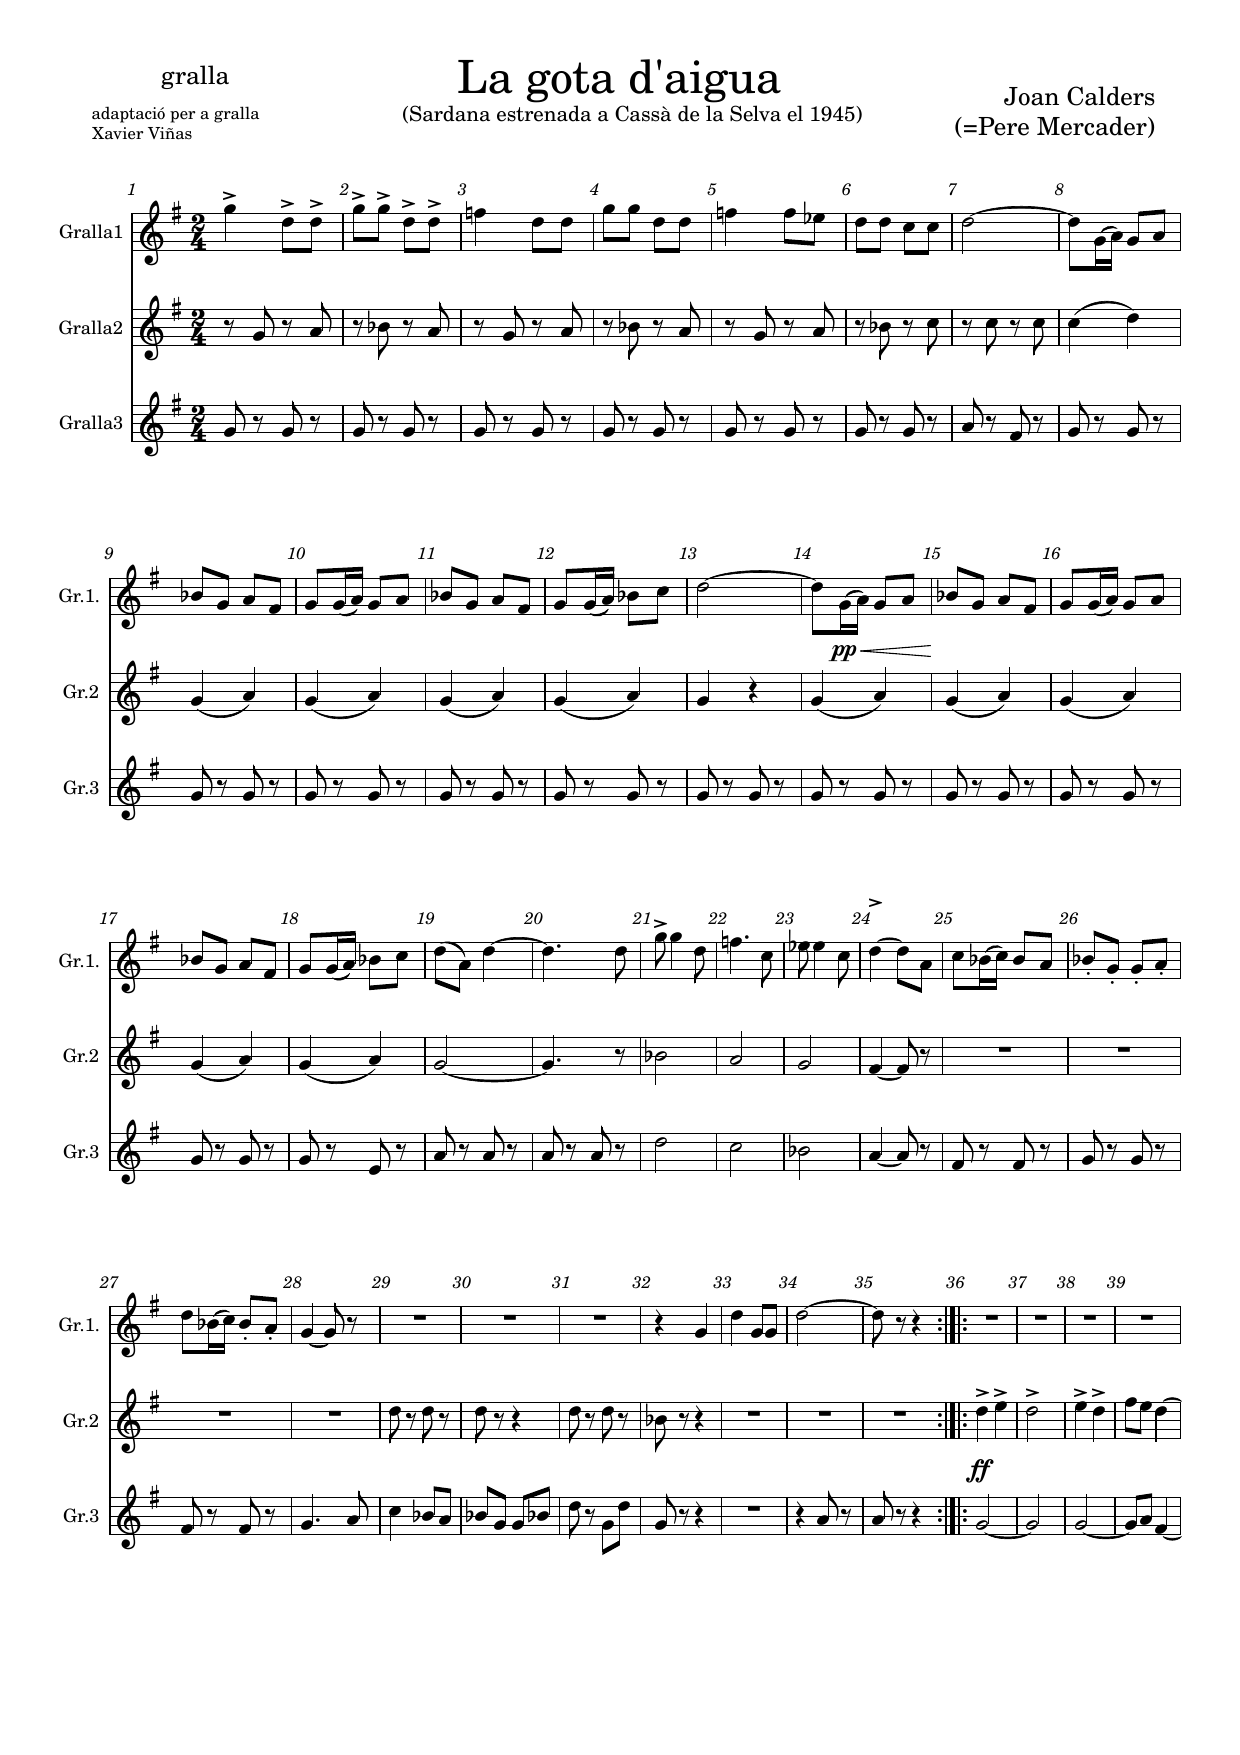 gralla
La gota d'aigua
Joan Calders
adaptació per a gralla
(Sardana estrenada a Cassà de la Selva el 1945)
Xavier Viñas
(=Pere Mercader)
1 2 3 4 5 6 7 8
Gralla1
Gralla2
Gralla3
9 10 11 12 13 14 15 16
Gr.1.
pp
Gr.2
Gr.3
17 18 19 20 21 22 23 24 25 26
Gr.1.
Gr.2
Gr.3
27 28 29 30 31 32 33 34 35 36 37 38 39
Gr.1.
Gr.2
ff
Gr.3